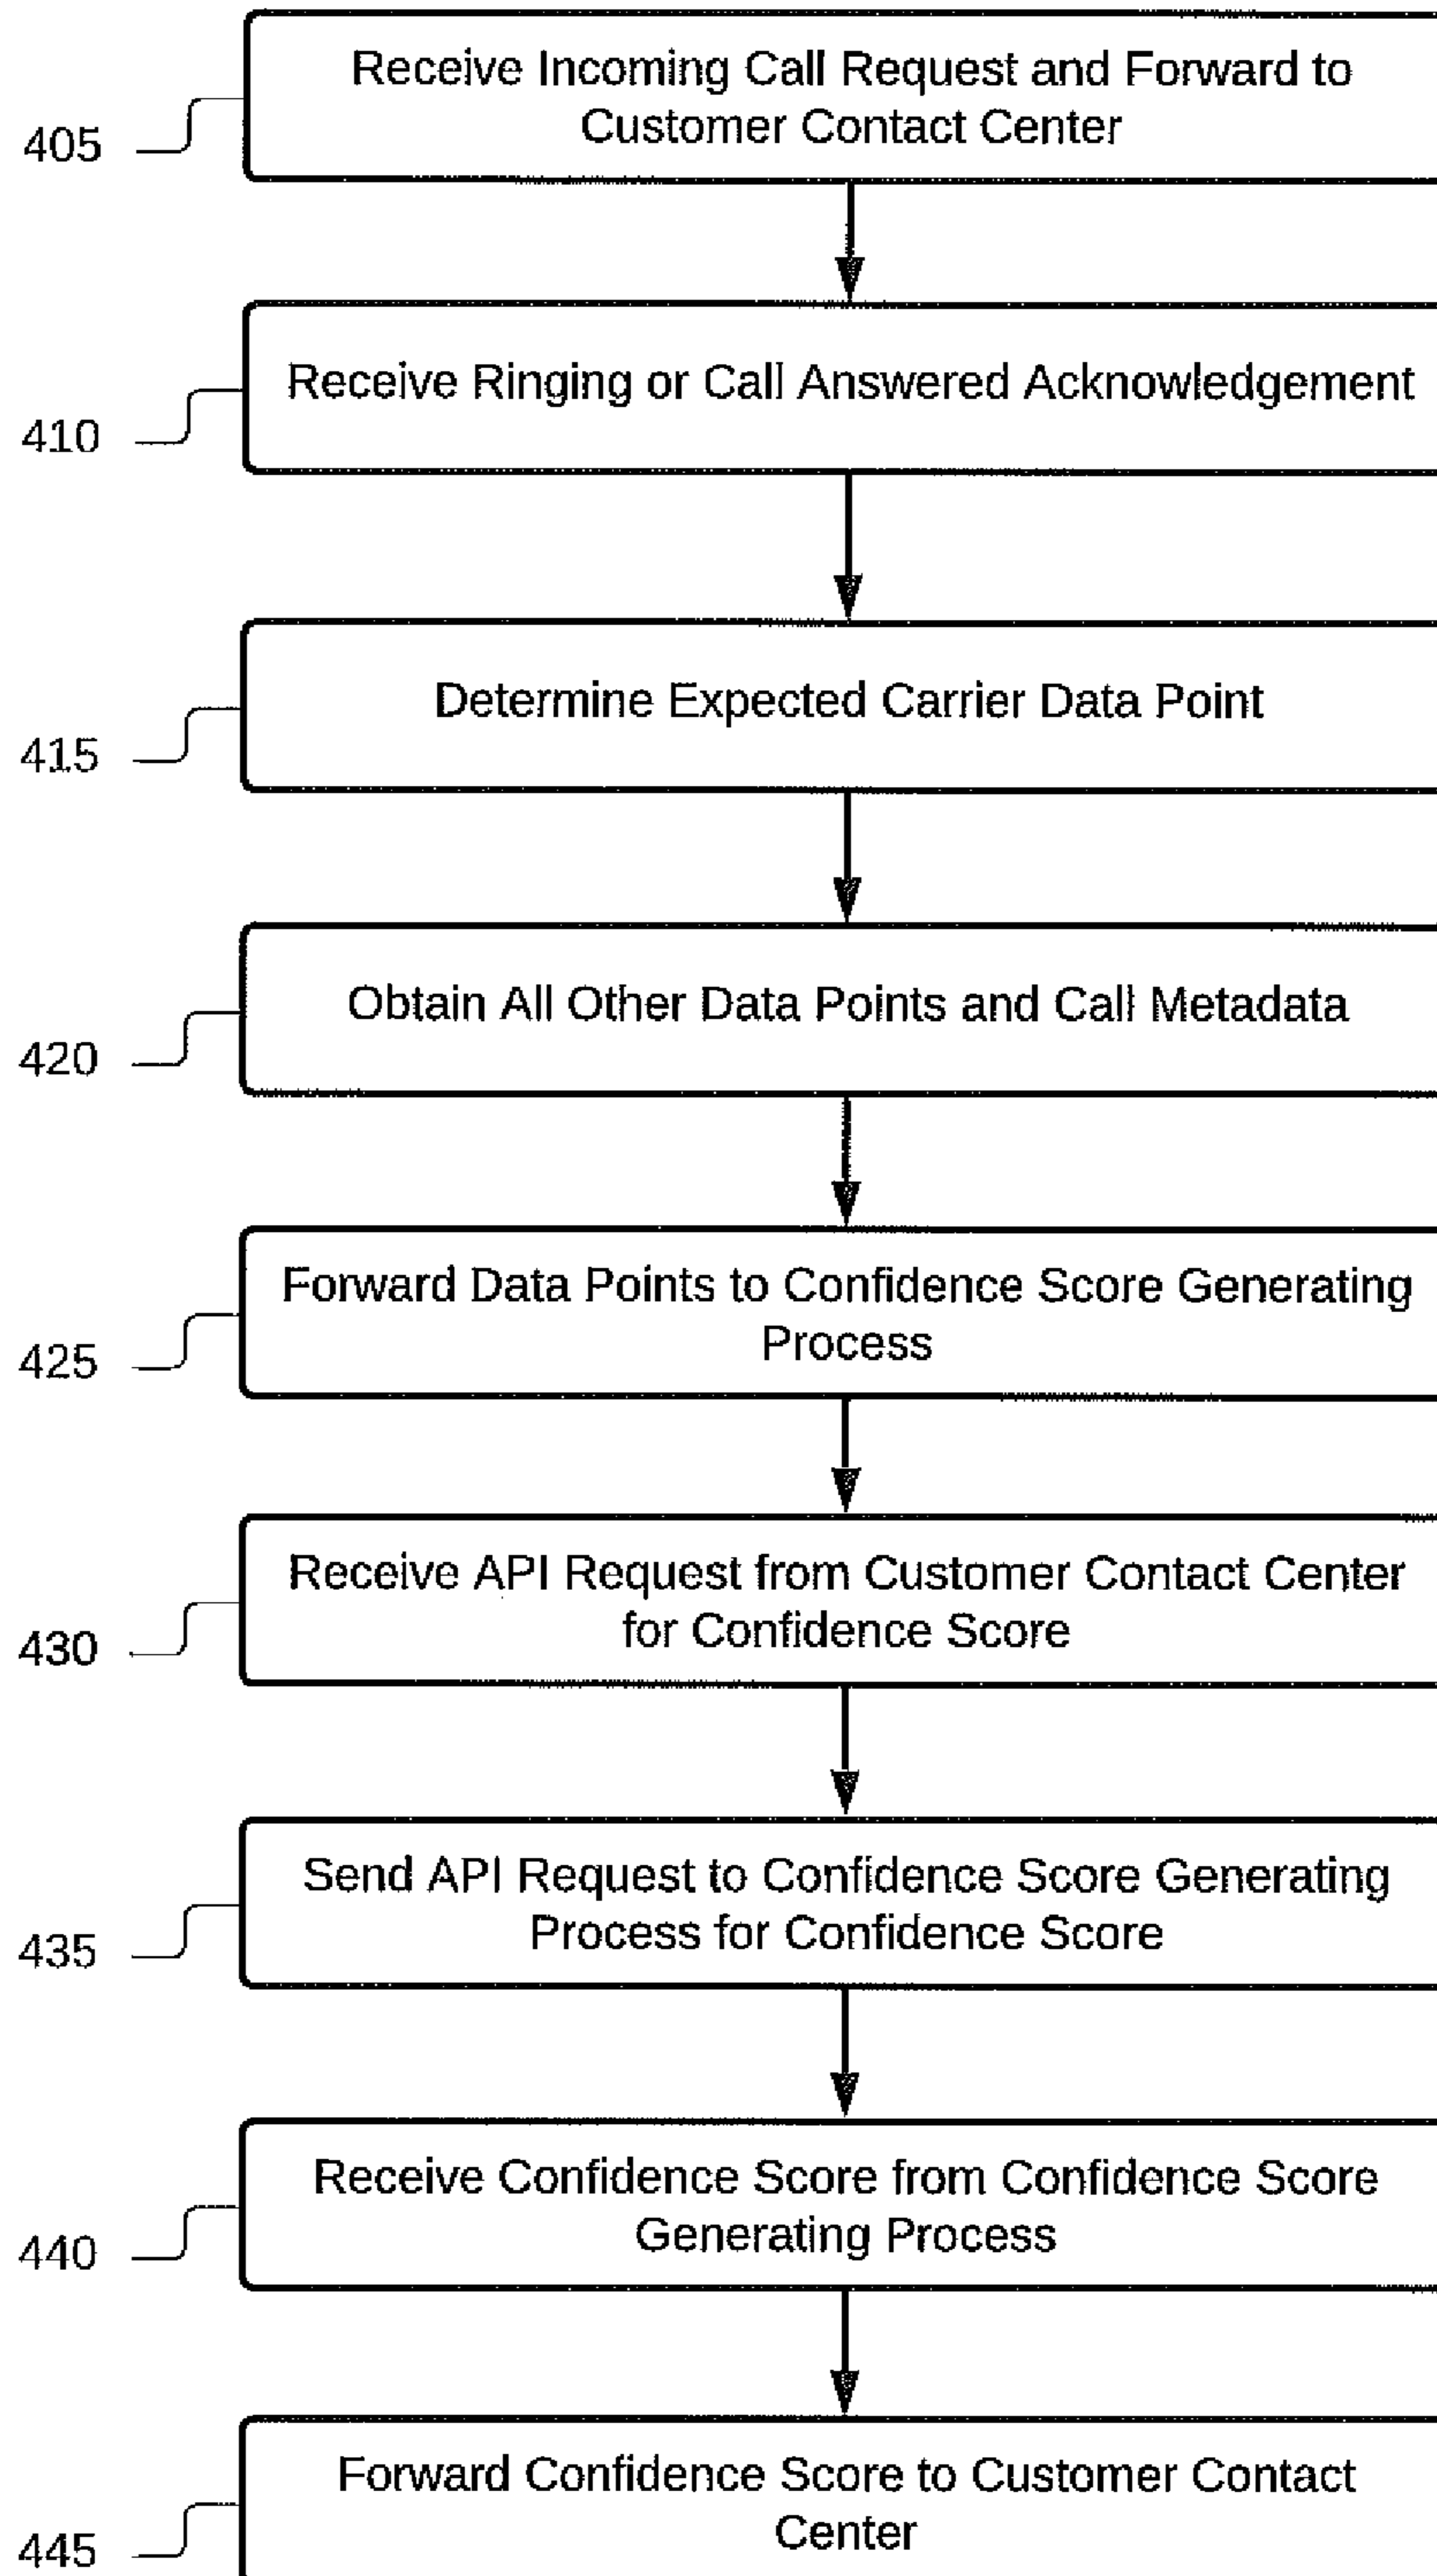 Receive Incoming Call Request and Forward to
Customer Contact Center
405
Receive Ringing or Call Answered Acknowledgement
410
Determine Expected Carrier Data Point
415
Obtain All Other Data Points and Call Metadata
420
Forward Data Points to Confidence Score Generating
Process
425
Receive API Request from Customer Contact Center
for Confidence Score
430
Send API Request to Confidence Score Generating
Process for Confidence Score
435
Receive Confidence Score from Confidence Score
Generating Process
440
Forward Confidence Score to Customer Contact
Center
445